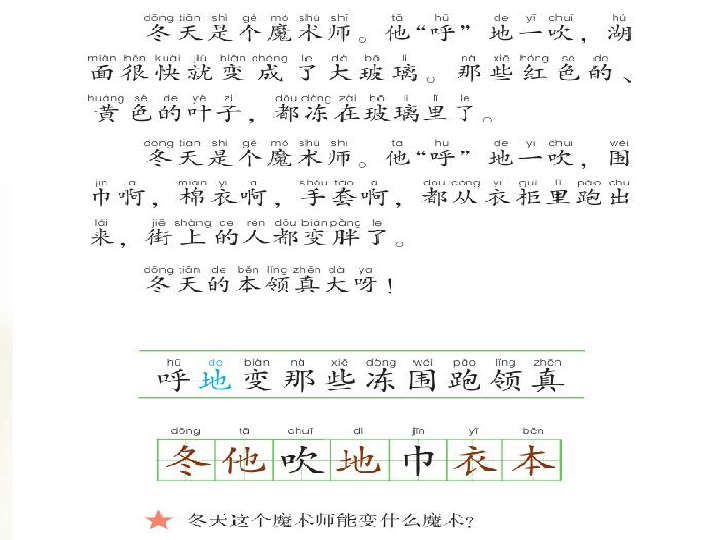 dōng tiān shì gè mó shù shī tā hū de yī chuī hú
冬天是个魔术师。他“呼”地一吹，湖
miàn hěn kuài jiù biàn chéng le dà bō li nà xiē hóng sè de
面很快就变成了大玻璃。那些红色的、
huáng sè de yè zi dōu dòng zài bō li lǐ le
黄色的叶子，都冻在玻璃里了。
dōng tiān shì gè mó shù shī tā hū de yī chuī wéi
冬天是个魔术师。他“呼”地一吹，围
jīn a mián yī a shǒu tào a dōu cóng yī guì lǐ pǎo chū
巾啊，棉衣啊，手套啊，都从衣柜里跑出
lái jiē shàng de rén dōu biàn pàng le
来，街上的人都变胖了。
dōng tiān de běn lǐng zhēn dà ya
冬天的本领真大呀！
hū de biàn nà xiē dòng wéi pǎo lǐng zhēn
呼地变那些冻围跑领真
dōng tā chuī dì jīn yī běn
冬他吹地巾衣本
冬天这个魔术师能变什么魔术？